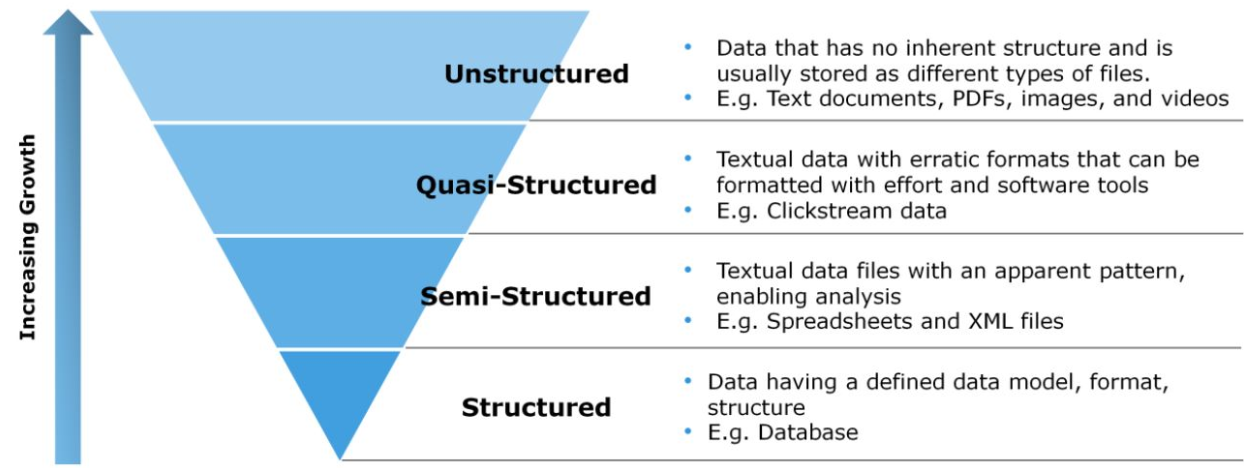 Increasing Growth
Unstructured
• Data that has no inherent structure and is
usually stored as different types of files.
• E.g. Text documents, PDFs, images, and videos
Quasi-Structured
• Textual data with erratic formats that can be
formatted with effort and software tools
• E.g. Clickstream data
Semi-Structured
• Textual data files with an apparent pattern,
enabling analysis
• E.g. Spreadsheets and XML files
Structured
• Data having a defined data model, format,
structure
• E.g. Database